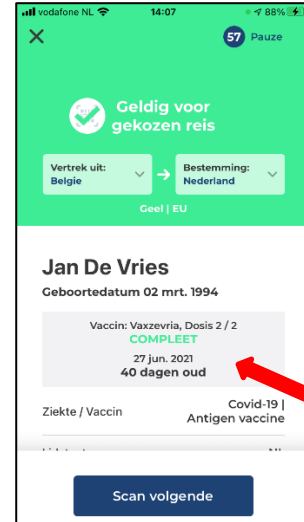 vodafone NL 14:07 88%
57 Pauze
Geldig voor
gekozen reis
Vertrek uit: Bestemming:
Belgie Nederland
Geel | EU
Jan De Vries
Geboortedatum 02 mrt. 1994
Vaccin: Vaxzevria, Dosis 2 / 2
COMPLEET
27 jun. 2021
40 dagen oud
Ziekte / Vaccin Covid-19 |
Antigen vaccine
Scan volgende